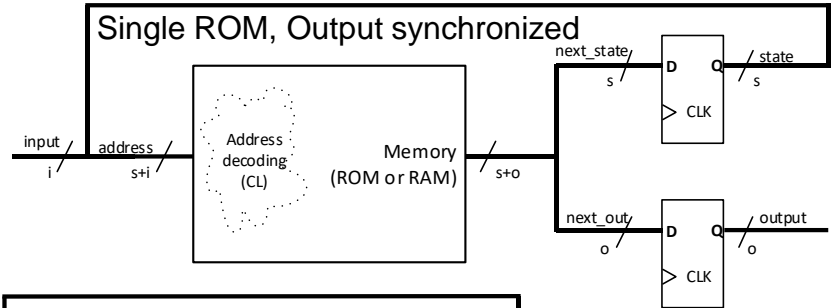 Single ROM, Output synchronized
next_state
s
D Q
CLK
state
s
input
i
address
s+i
Address
decoding
(CL)
Memory
(ROM or RAM)
s+o
next_out
o
D Q
CLK
output
o